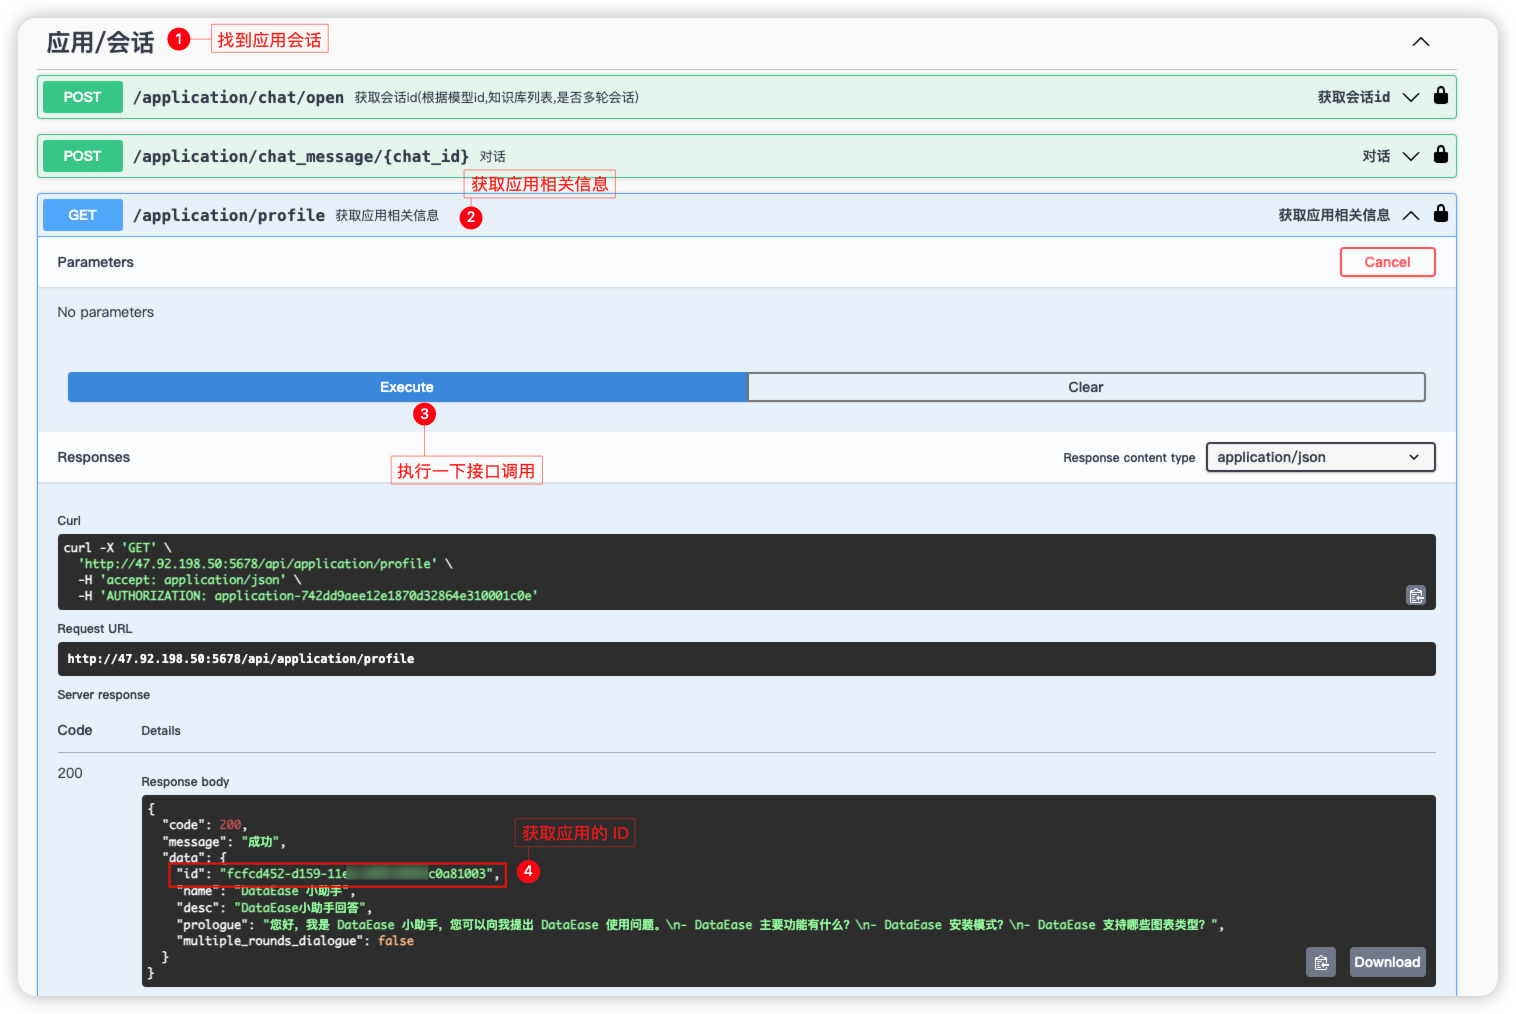 应用/会话 1 找到应用会话
POST /application/chat/open 获取会话id(根据模型id,知识库列表,是否多轮会话) 获取会话id
POST /application/chat_message/{chat_id} 对话 对话
获取应用相关信息
GET /application/profile 获取应用相关信息 2 获取应用相关信息
Parameters Cancel
No parameters
Execute Clear
3
执行一下接口调用
Responses Response content type application/json
Curl
curl -X 'GET' \
'http://47.92.198.50:5678/api/application/profile' \
-H 'accept: application/json' \
-H 'AUTHORIZATION: application-742dd9aee12e1870d32864e310001c0e'
Request URL
http://47.92.198.50:5678/api/application/profile
Server response
Code Details
200
Response body
{
"code": 200,
"message": "成功",
获取应用的 ID
"data": {
"id": "fcfcd452-d159-11e c0a81003", 4
"name": "DataEase 小助手",
"desc": "DataEase小助手回答",
"prologue": "您好，我是 DataEase 小助手，您可以向我提出 DataEase 使用问题。\n- DataEase 主要功能有什么？\n- DataEase 安装模式？\n- DataEase 支持哪些图表类型？",
"multiple_rounds_dialogue": false
}
}
Download